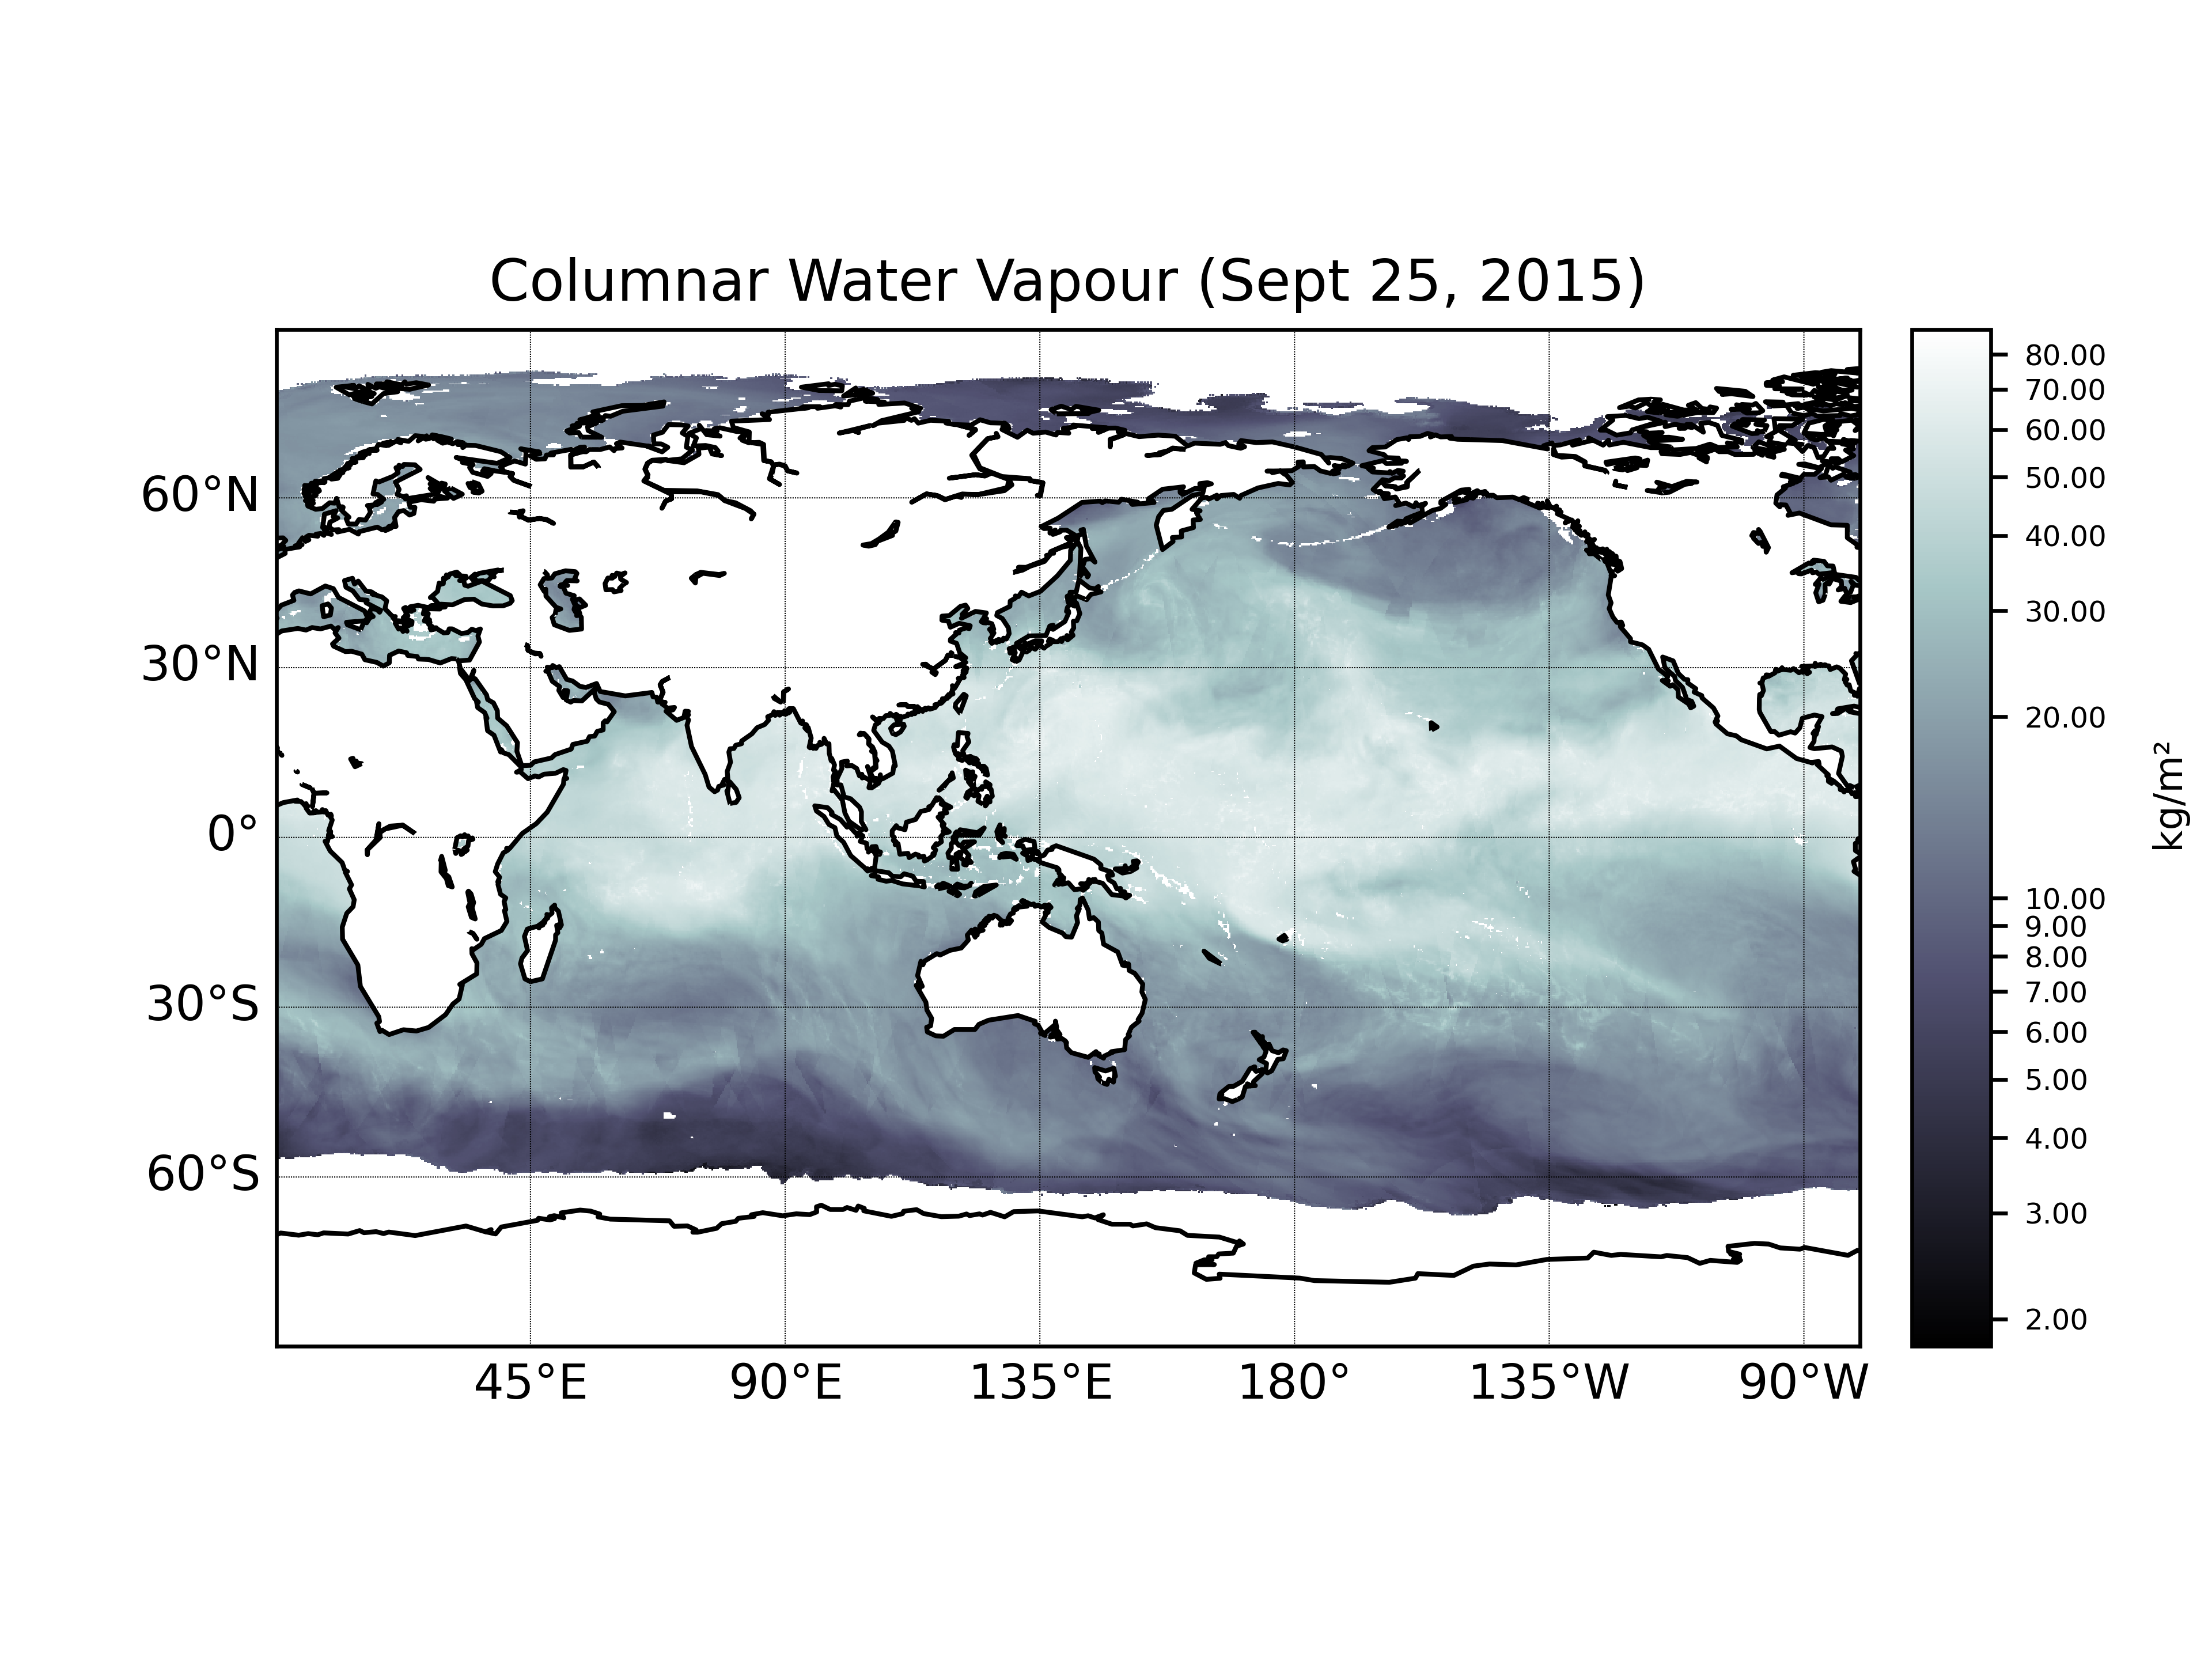 Columnar Water Vapour (Sept 25, 2015)
60°N
30°N
0°
30°S
60°S
45°E
90°E
135°E
180°
135°W
90°W
80.00
70.00
60.00
50.00
40.00
30.00
20.00
10.00
9.00
8.00
7.00
6.00
5.00
4.00
3.00
2.00
kg/m²